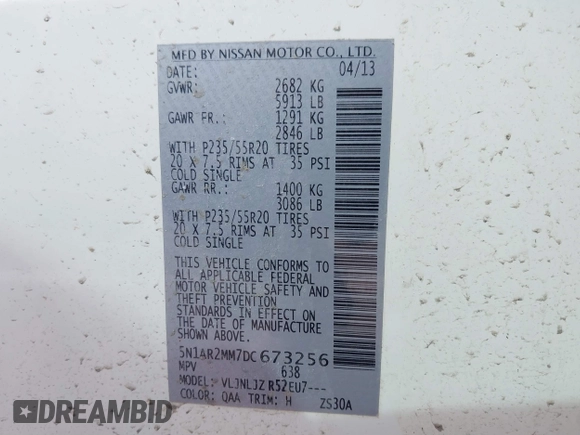 MFD BY NISSAN MOTOR CO., LTD.
DATE: 04/13
GVWR: 2682 KG
5913 LB
GAWR FR.: 1291 KG
2846 LB
WITH P235/55R20 TIRES
20 X 7.5 RIMS AT 35 PSI
COLD SINGLE
GAWR RR.: 1400 KG
3086 LB
WITH P235/55R20 TIRES
20 X 7.5 RIMS AT 35 PSI
COLD SINGLE
THIS VEHICLE CONFORMS TO
ALL APPLICABLE FEDERAL
MOTOR VEHICLE SAFETY AND
THEFT PREVENTION
STANDARDS IN EFFECT ON
THE DATE OF MANUFACTURE
SHOWN ABOVE.
5N1AR2MM7DC673256
MPV 638
MODEL: VLJNLJZ R52EU7---
COLOR: QAA TRIM: H ZS30A
© dealerbid.com